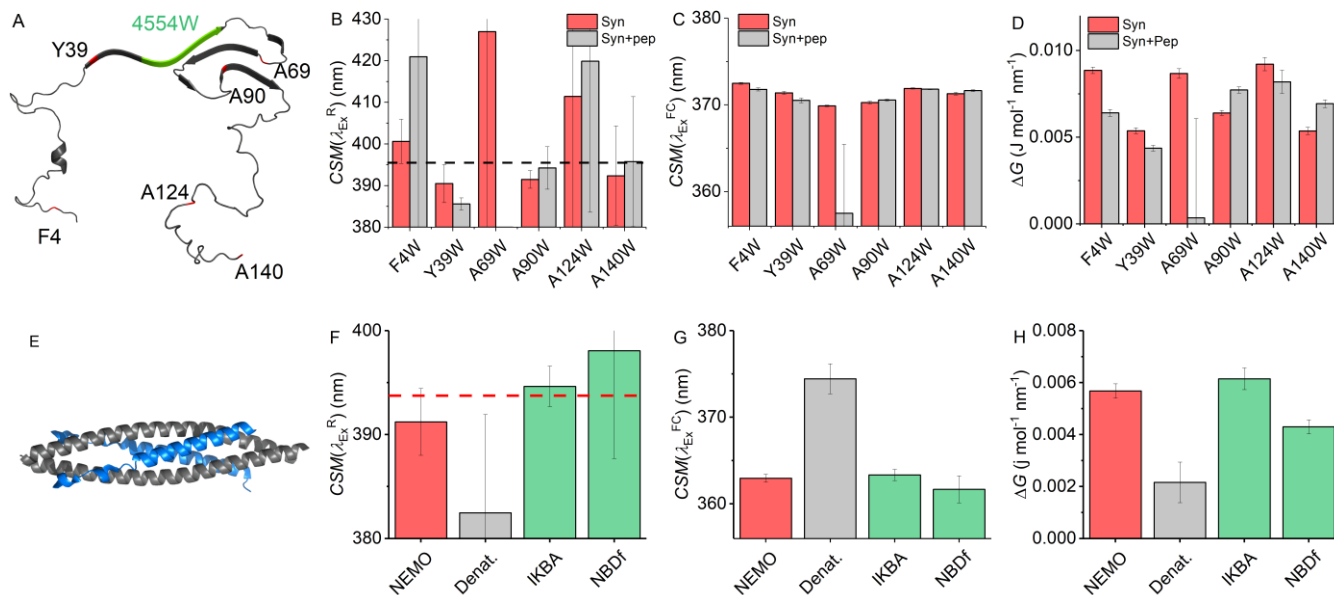 A
4554W
Y39
A69
A90
A124
F4
A140
B
CSM(λ_Ex^R) (nm)
430
420
410
400
390
380
Syn
Syn+pep
F4W
Y39W
A69W
A90W
A124W
A140W
C
CSM(λ_Ex^FC) (nm)
380
370
360
Syn
Syn+pep
F4W
Y39W
A69W
A90W
A124W
A140W
D
ΔG (J mol⁻¹ nm⁻¹)
0.010
0.005
0.000
Syn
Syn+Pep
F4W
Y39W
A69W
A90W
A124W
A140W
E
F
CSM(λ_Ex^R) (nm)
400
390
380
NEMO
Denat.
IKBA
NBDf
G
CSM(λ_Ex^FC) (nm)
380
370
360
NEMO
Denat.
IKBA
NBDf
H
ΔG (j mol⁻¹ nm⁻¹)
0.008
0.006
0.004
0.002
0.000
NEMO
Denat.
IKBA
NBDf